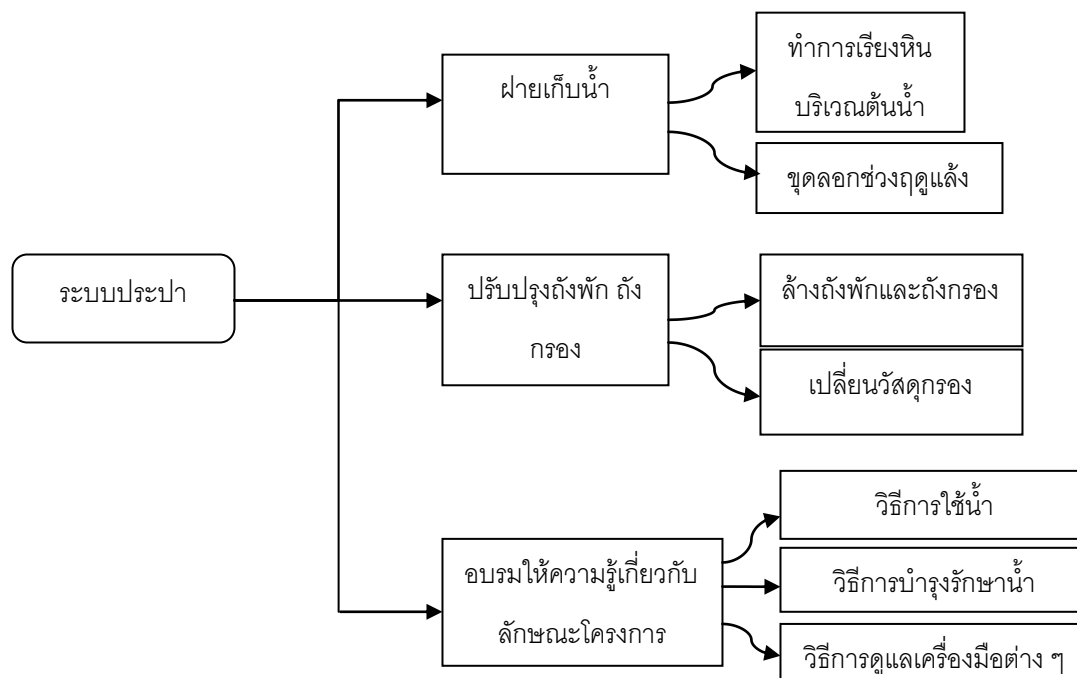 ทำการเรียงหิน
บริเวณต้นน้ำ
ฝายเก็บน้ำ
ขุดลอกช่วงฤดูแล้ง
ระบบประปา
ปรับปรุงถังพัก ถัง
กรอง
ล้างถังพักและถังกรอง
เปลี่ยนวัสดุกรอง
อบรมให้ความรู้เกี่ยวกับ
ลักษณะโครงการ
วิธีการใช้น้ำ
วิธีการบำรุงรักษาน้ำ
วิธีการดูแลเครื่องมือต่าง ๆ